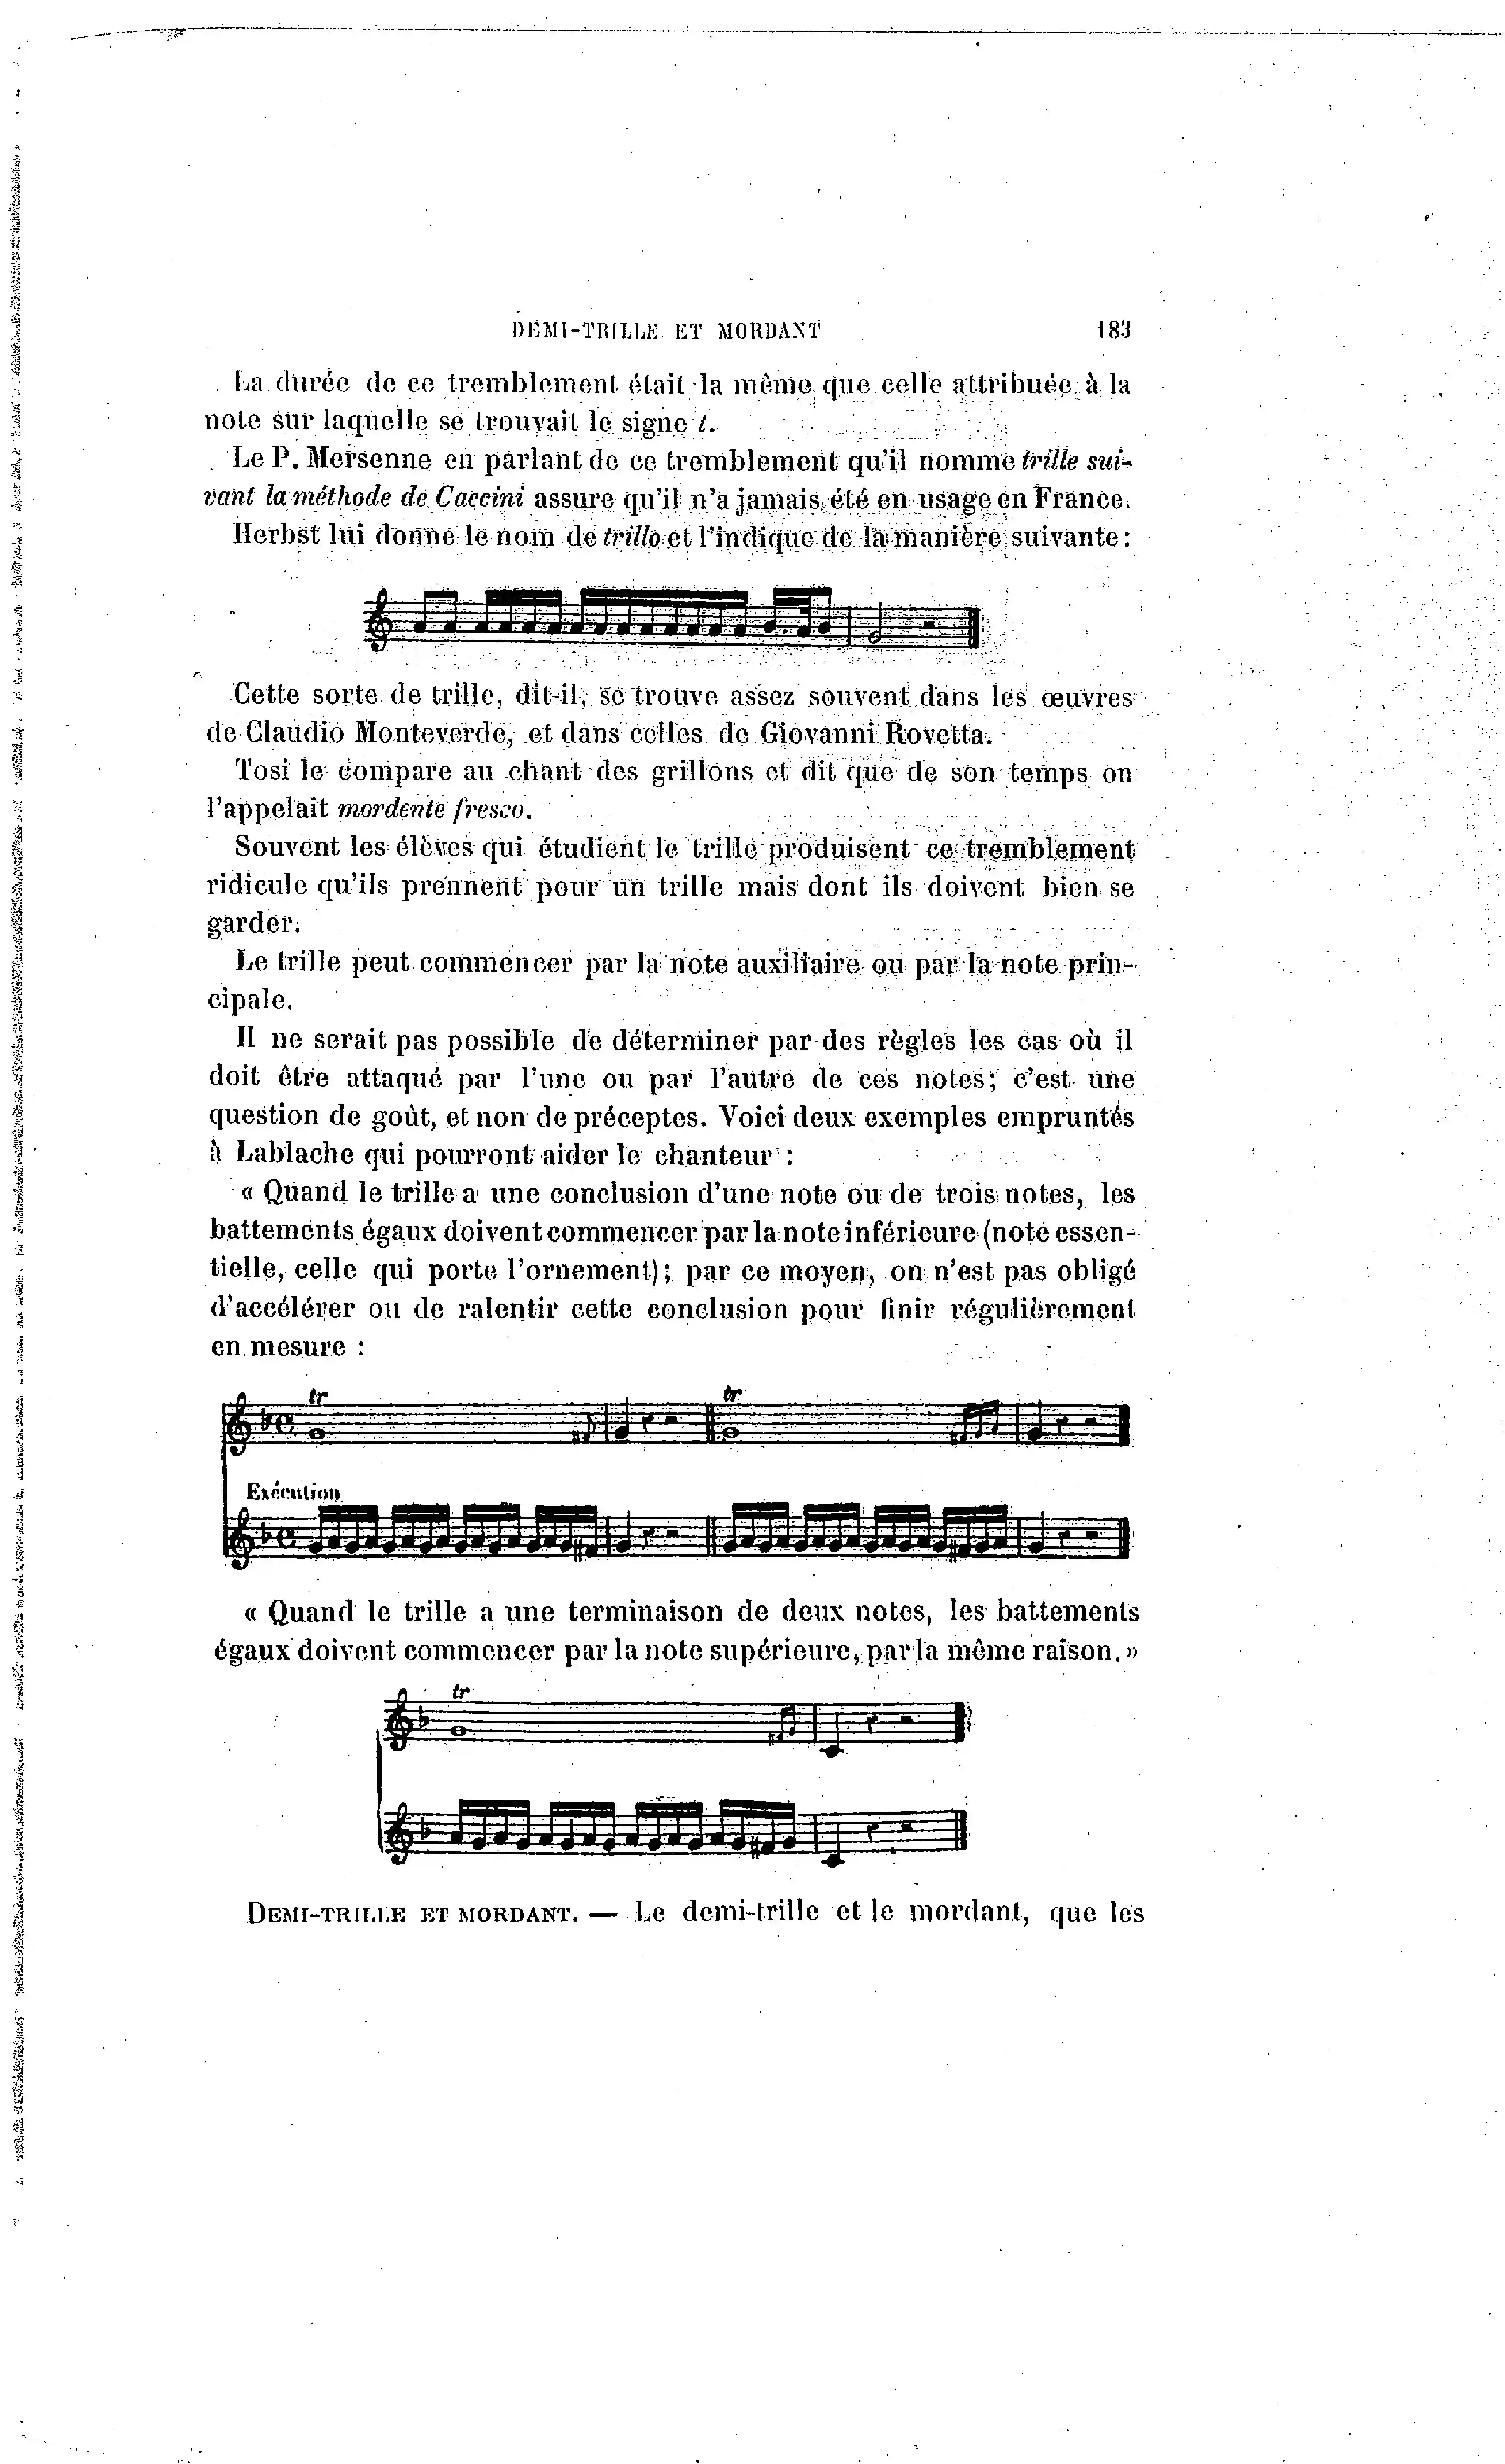 DEMI-TRILLE ET MORDANT 183
La durée de ce tremblement était la même que celle attribuée à la
note sur laquelle se trouvait le signe t.
Le P. Mersenne en parlant de ce tremblement qu'il nomme trille sui-
vant la méthode de Caccini assure qu'il n'a jamais été en usage en France.
Herbst lui donne le nom de trillo et l'indique de la manière suivante :
Cette sorte de trille, dit-il, se trouve assez souvent dans les œuvres
de Claudio Monteverde, et dans celles de Giovanni Rovetta.
Tosi le compare au chant des grillons et dit que de son temps on
l'appelait mordente fresco.
Souvent les élèves qui étudient le trille produisent ce tremblement
ridicule qu'ils prennent pour un trille mais dont ils doivent bien se
garder.
Le trille peut commencer par la note auxiliaire ou par la note prin-
cipale.
Il ne serait pas possible de déterminer par des règles les cas où il
doit être attaqué par l'une ou par l'autre de ces notes; c'est une
question de goût, et non de préceptes. Voici deux exemples empruntés
à Lablache qui pourront aider le chanteur :
« Quand le trille a une conclusion d'une note ou de trois notes, les
battements égaux doivent commencer par la note inférieure (note essen-
tielle, celle qui porte l'ornement); par ce moyen, on n'est pas obligé
d'accélérer ou de ralentir cette conclusion pour finir régulièrement
en mesure :
tr tr
Exécution
« Quand le trille a une terminaison de deux notes, les battements
égaux doivent commencer par la note supérieure, par la même raison. »
tr
DEMI-TRILLE ET MORDANT. — Le demi-trille et le mordant, que les